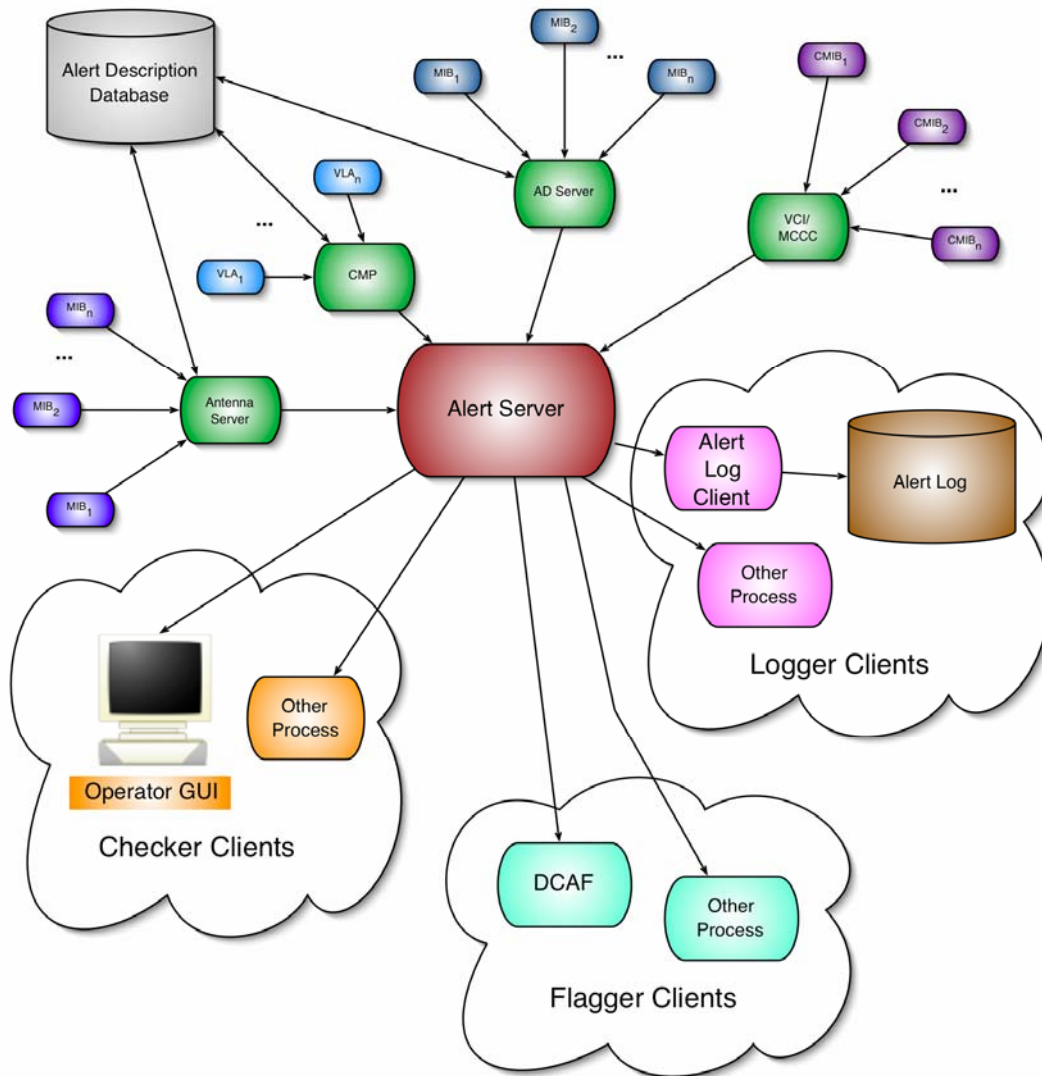 MIB2
MIB1
...
MIBn
CMIB1
CMIB2
...
CMIBn
Alert Description
Database
VLAn
...
VLA1
AD Server
VCI/
MCCC
CMP
MIBn
...
MIB2
MIB1
Antenna
Server
Alert Server
Alert
Log
Client
Alert Log
Other
Process
Logger Clients
Other
Process
Operator GUI
Checker Clients
DCAF
Other
Process
Flagger Clients